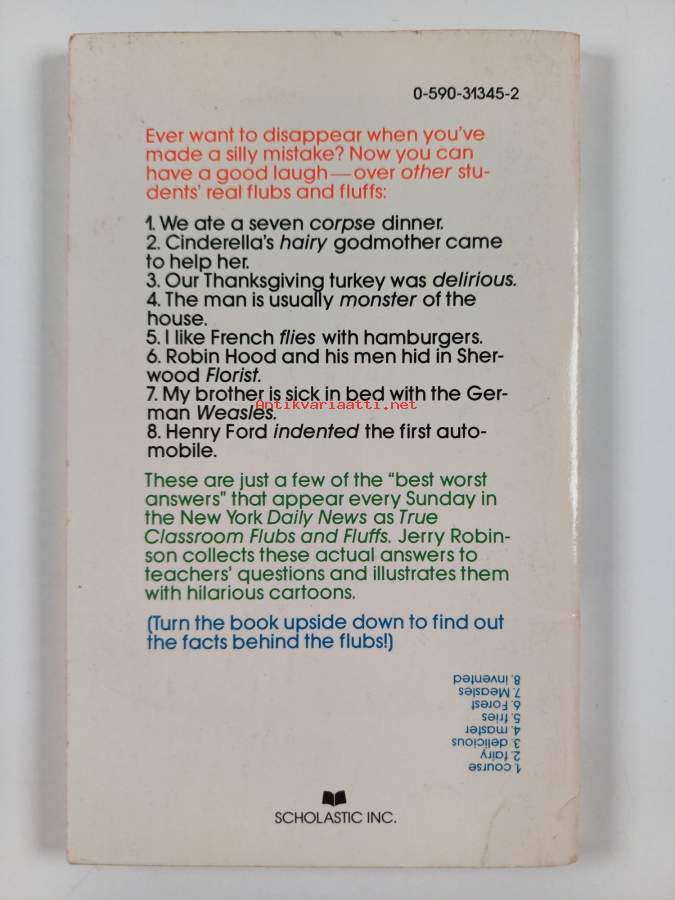 0-590-31345-2
Ever want to disappear when you've
made a silly mistake? Now you can
have a good laugh—over other stu-
dents' real flubs and fluffs:
1. We ate a seven corpse dinner.
2. Cinderella's hairy godmother came
to help her.
3. Our Thanksgiving turkey was delirious.
4. The man is usually monster of the
house.
5. I like French flies with hamburgers.
6. Robin Hood and his men hid in Sher-
wood Florist.
7. My brother is sick in bed with the Ger-
man Weasles.
Antikvariaatti.net
8. Henry Ford indented the first auto-
mobile.
These are just a few of the "best worst
answers" that appear every Sunday in
the New York Daily News as True
Classroom Flubs and Fluffs. Jerry Robin-
son collects these actual answers to
teachers' questions and illustrates them
with hilarious cartoons.
(Turn the book upside down to find out
the facts behind the flubs!)
1. course
2. fairy
3. delicious
4. master
5. fries
6. Forest
7. Measles
8. invented
SCHOLASTIC INC.